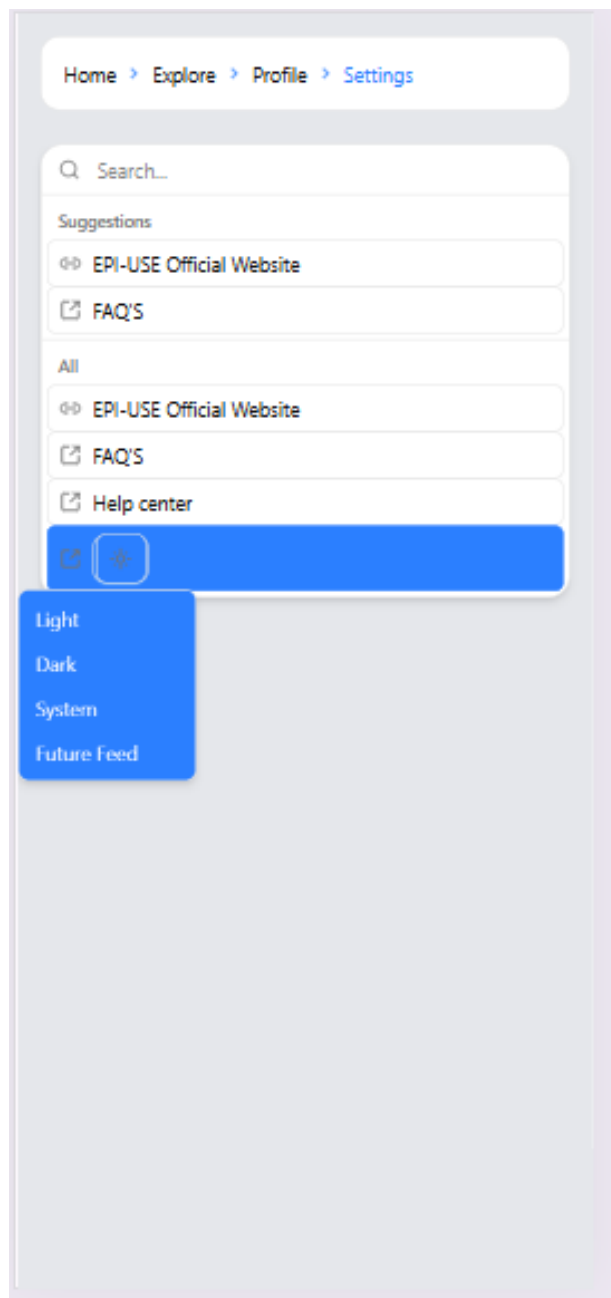 Home > Explore > Profile > Settings
Search...
Suggestions
EPI-USE Official Website
FAQ'S
All
EPI-USE Official Website
FAQ'S
Help center
Light
Dark
System
Future Feed